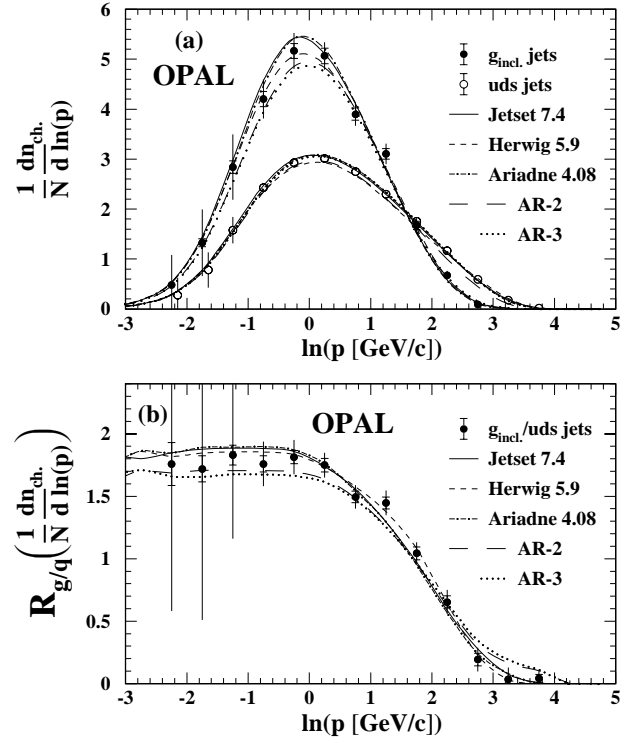 (a)
OPAL
g_incl. jets
uds jets
Jetset 7.4
Herwig 5.9
Ariadne 4.08
AR-2
AR-3
1/N dn_ch./d ln(p)
6
5
4
3
2
1
0
-3 -2 -1 0 1 2 3 4 5
ln(p [GeV/c])
(b)
OPAL
g_incl./uds jets
Jetset 7.4
Herwig 5.9
Ariadne 4.08
AR-2
AR-3
R_g/q(1/N dn_ch./d ln(p))
2
1.5
1
0.5
0
-3 -2 -1 0 1 2 3 4 5
ln(p [GeV/c])